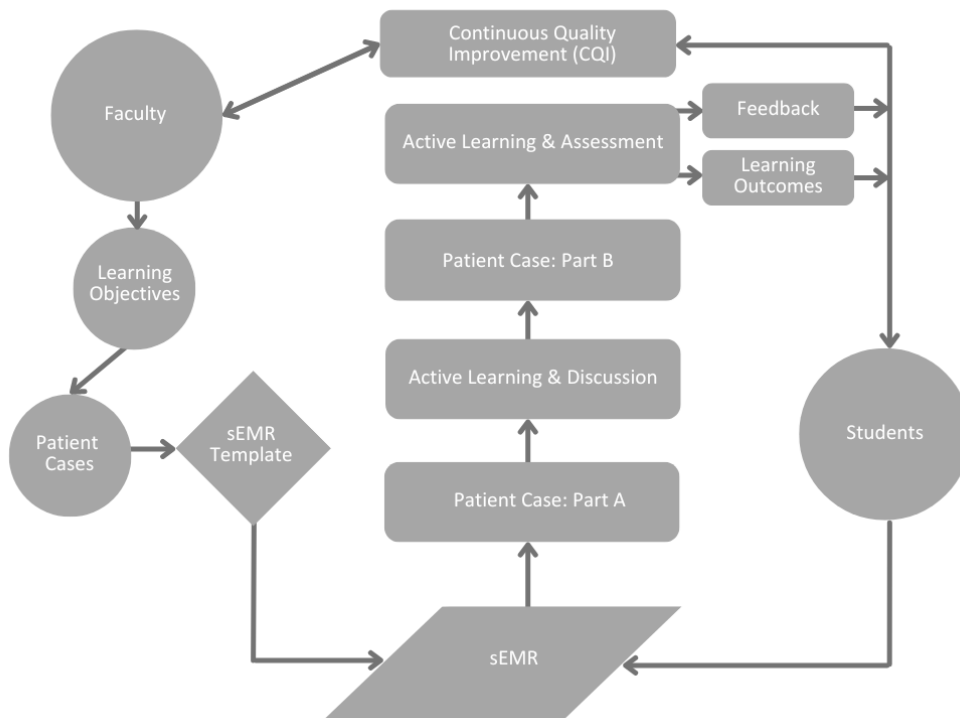 Continuous Quality
Improvement (CQI)
Faculty
Feedback
Active Learning & Assessment
Learning
Outcomes
Patient Case: Part B
Learning
Objectives
Active Learning & Discussion
sEMR
Template
Patient
Cases
Students
Patient Case: Part A
sEMR